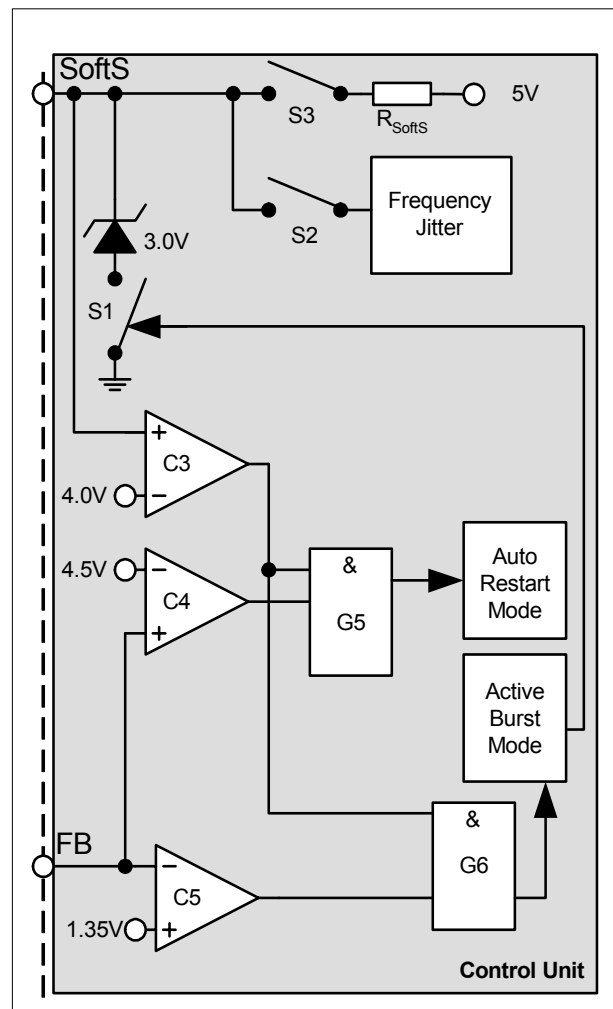 SoftS
5V
S3
R_SoftS
Frequency
Jitter
S2
3.0V
S1
+
C3
4.0V
−
4.5V
−
C4
+
&
G5
Auto
Restart
Mode
Active
Burst
Mode
FB
&
G6
−
C5
1.35V
+
Control Unit